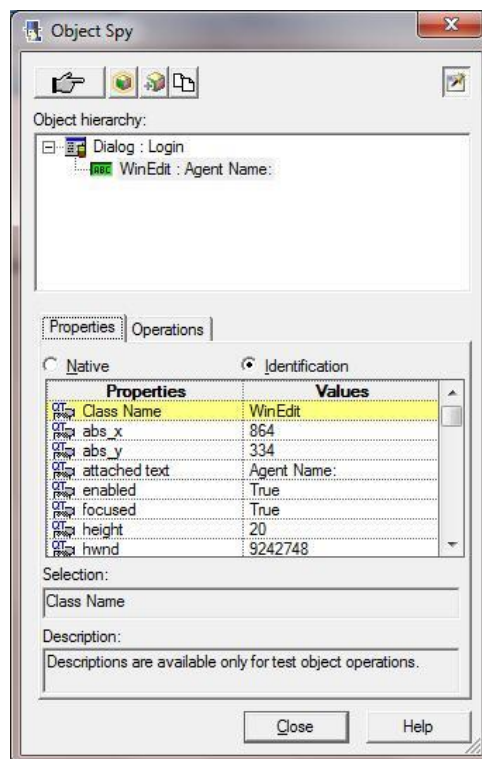 Object Spy
Object hierarchy:
Dialog : Login
ABC WinEdit : Agent Name:
Properties Operations
Native Identification
Properties Values
Class Name WinEdit
abs_x 864
abs_y 334
attached text Agent Name:
enabled True
focused True
height 20
hwnd 9242748
Selection:
Class Name
Description:
Descriptions are available only for test object operations.
Close Help